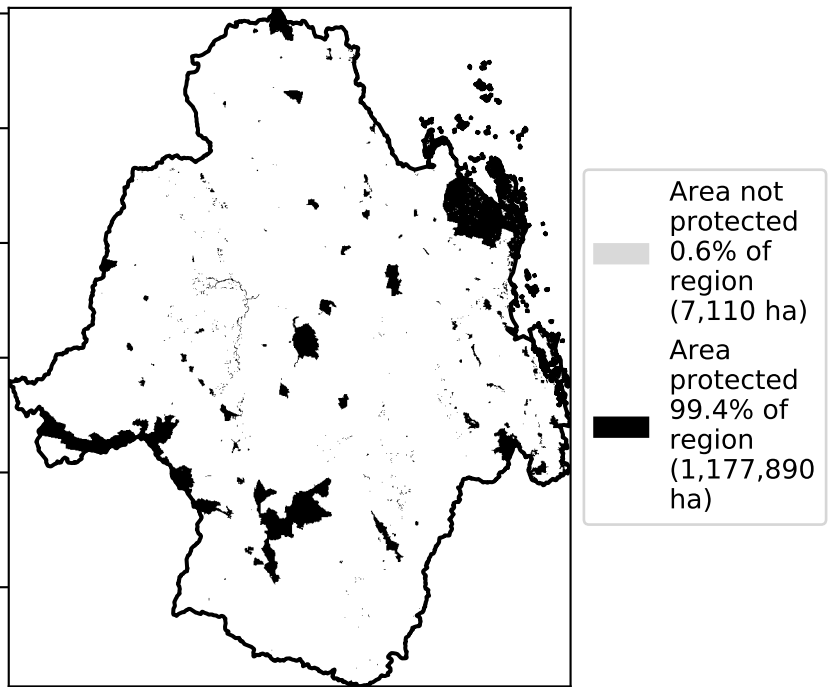 Area not
protected
0.6% of
region
(7,110 ha)
Area
protected
99.4% of
region
(1,177,890
ha)